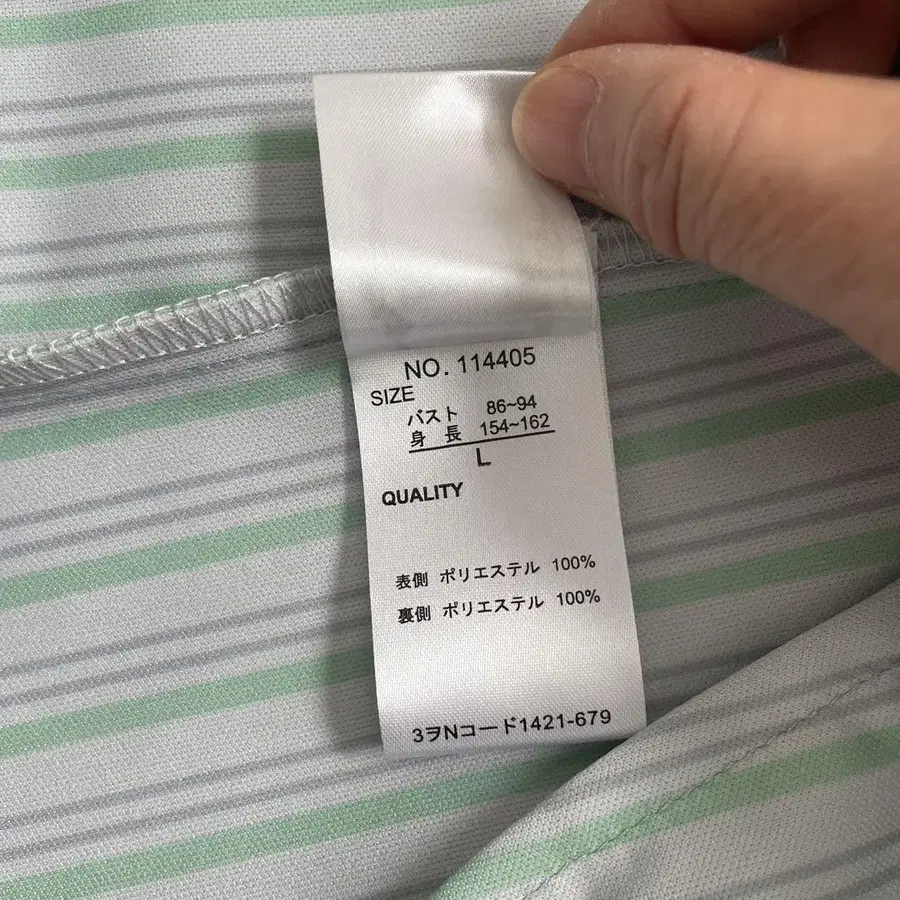 NO. 114405
SIZE
バスト 86~94
身 長 154~162
L
QUALITY
表側 ポリエステル 100%
裏側 ポリエステル 100%
3ヲNコード1421-679